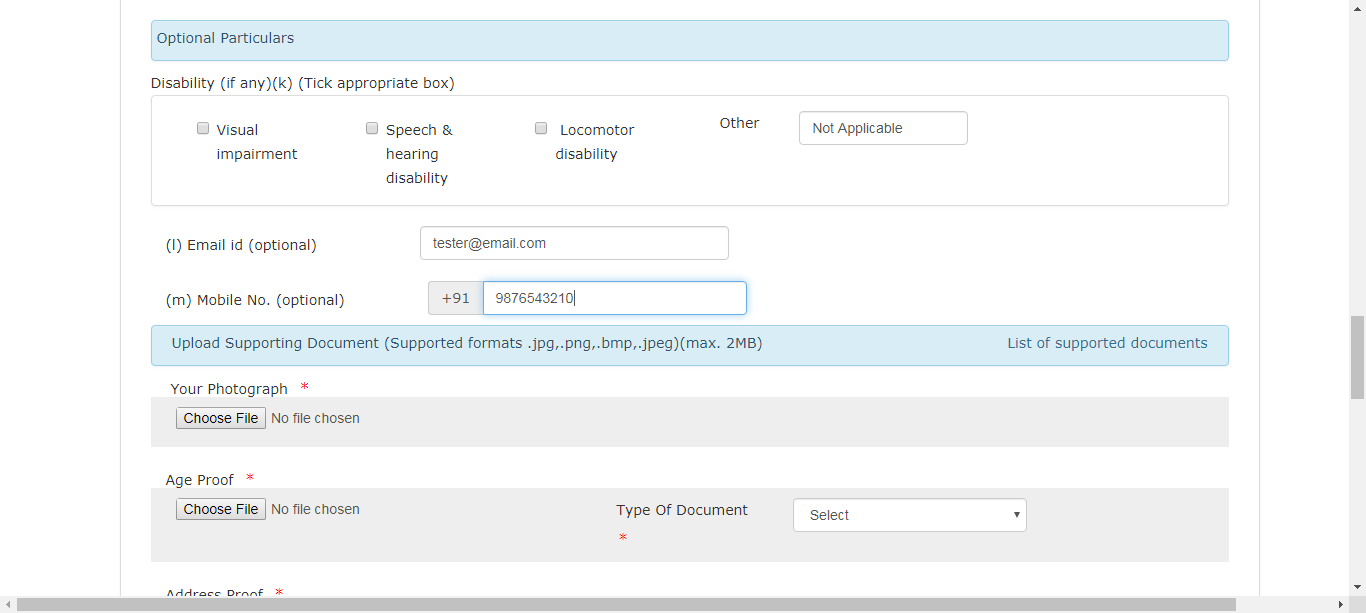 Optional Particulars
Disability (if any)(k) (Tick appropriate box)
Visual impairment
Speech & hearing disability
Locomotor disability
Other
Not Applicable
(l) Email id (optional)
tester@email.com
(m) Mobile No. (optional)
+91
9876543210
Upload Supporting Document (Supported formats .jpg,.png,.bmp,.jpeg)(max. 2MB)
List of supported documents
Your Photograph *
Choose File No file chosen
Age Proof *
Choose File No file chosen
Type Of Document *
Select
Address Proof *